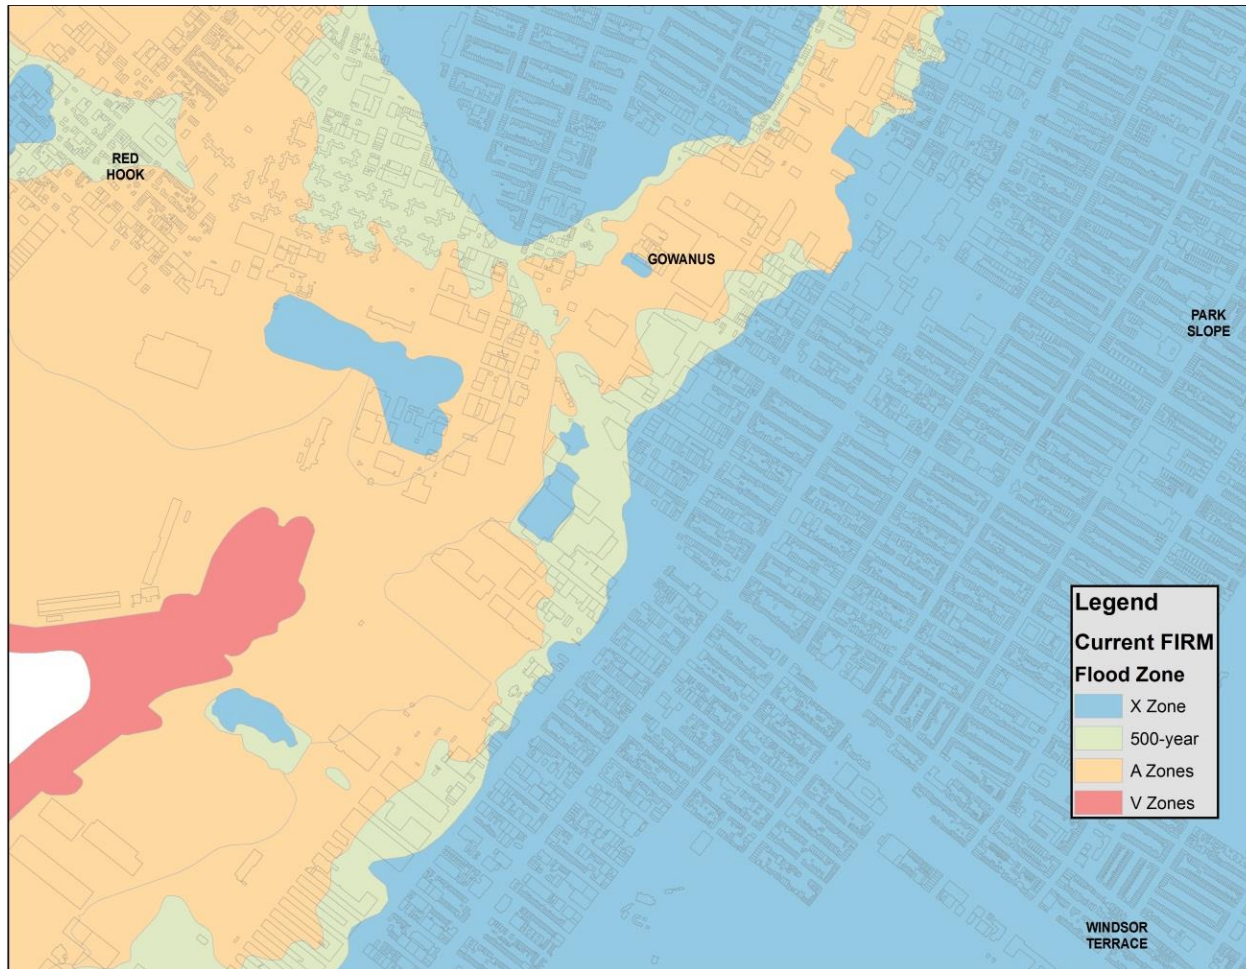 RED
HOOK
GOWANUS
PARK
SLOPE
Legend
Current FIRM
Flood Zone
X Zone
500-year
A Zones
V Zones
WINDSOR
TERRACE